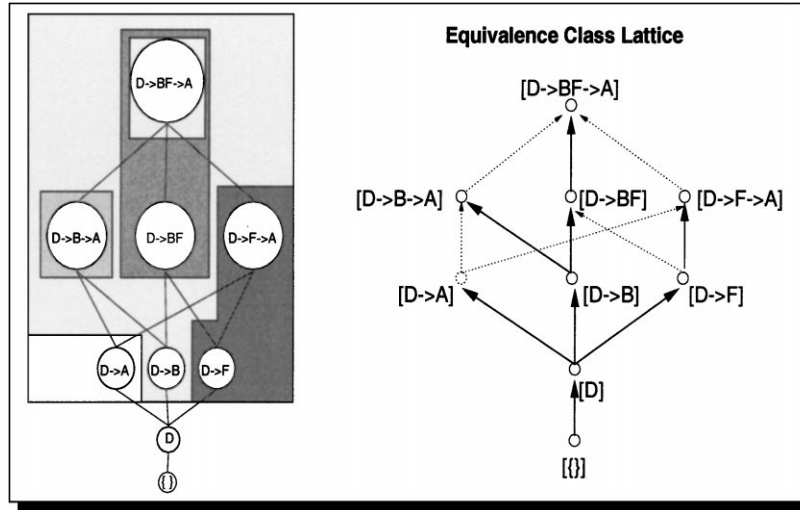 D->BF->A
D->B->A
D->BF
D->F->A
D->A
D->B
D->F
D
{ }
Equivalence Class Lattice
[D->BF->A]
[D->B->A]
[D->BF]
[D->F->A]
[D->A]
[D->B]
[D->F]
[D]
[{}]